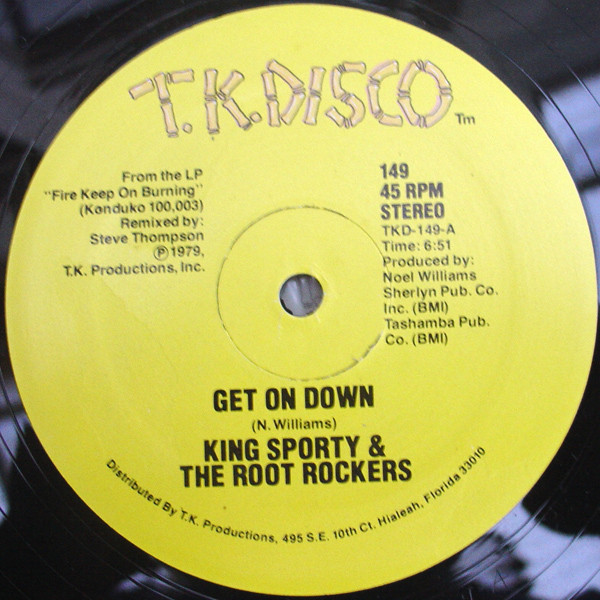 T.K. DISCO TM
From the LP
"Fire Keep On Burning"
(Konduko 100,003)
Remixed by:
Steve Thompson
Ⓟ 1979,
T.K. Productions, Inc.
149
45 RPM
STEREO
TKD-149-A
Time: 6:51
Produced by:
Noel Williams
Sherlyn Pub. Co.
Inc. (BMI)
Tashamba Pub.
Co. (BMI)
GET ON DOWN
(N. Williams)
KING SPORTY &
THE ROOT ROCKERS
Distributed By T.K. Productions, 495 S.E. 10th Ct. Hialeah, Florida 33010